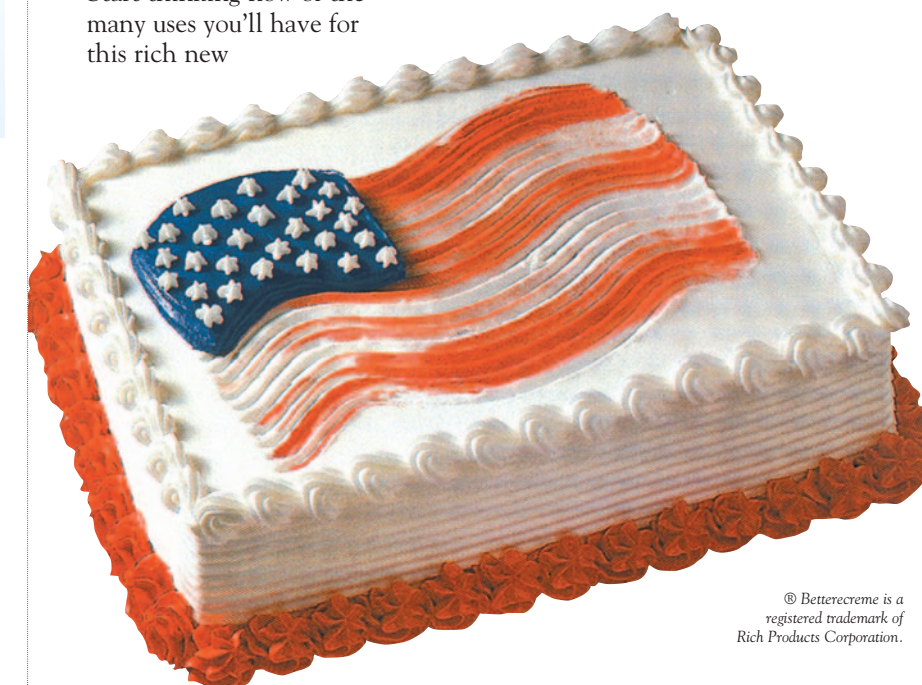 many uses you'll have for
this rich new
® Betterecreme is a
registered trademark of
Rich Products Corporation.